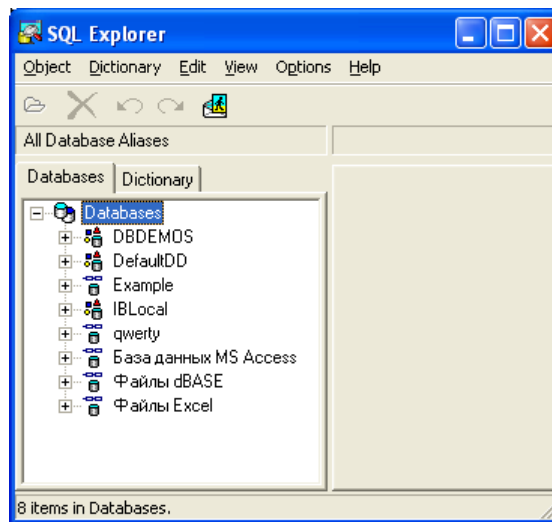 SQL Explorer
Object Dictionary Edit View Options Help
All Database Aliases
Databases Dictionary
Databases
DBDEMOS
DefaultDD
Example
IBLocal
qwerty
База данных MS Access
Файлы dBASE
Файлы Excel
8 items in Databases.